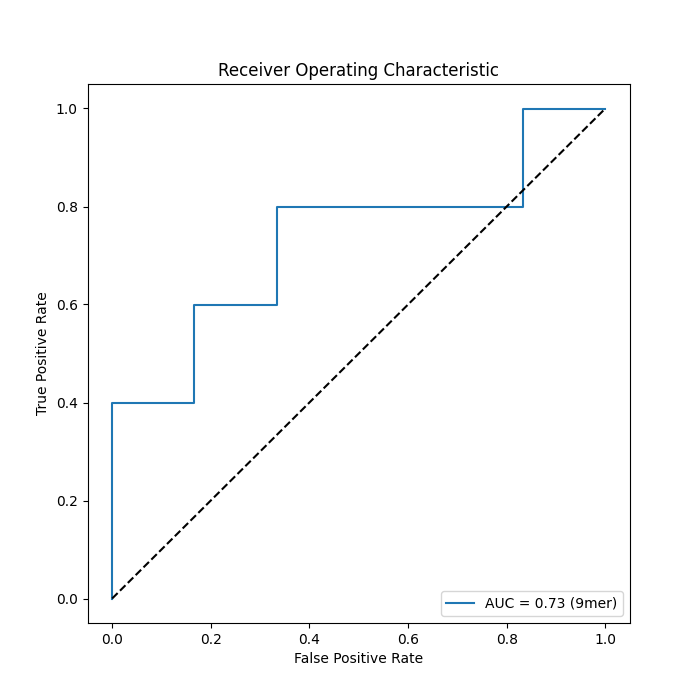 Receiver Operating Characteristic
True Positive Rate
1.0
0.8
0.6
0.4
0.2
0.0
AUC = 0.73 (9mer)
0.0 0.2 0.4 0.6 0.8 1.0
False Positive Rate